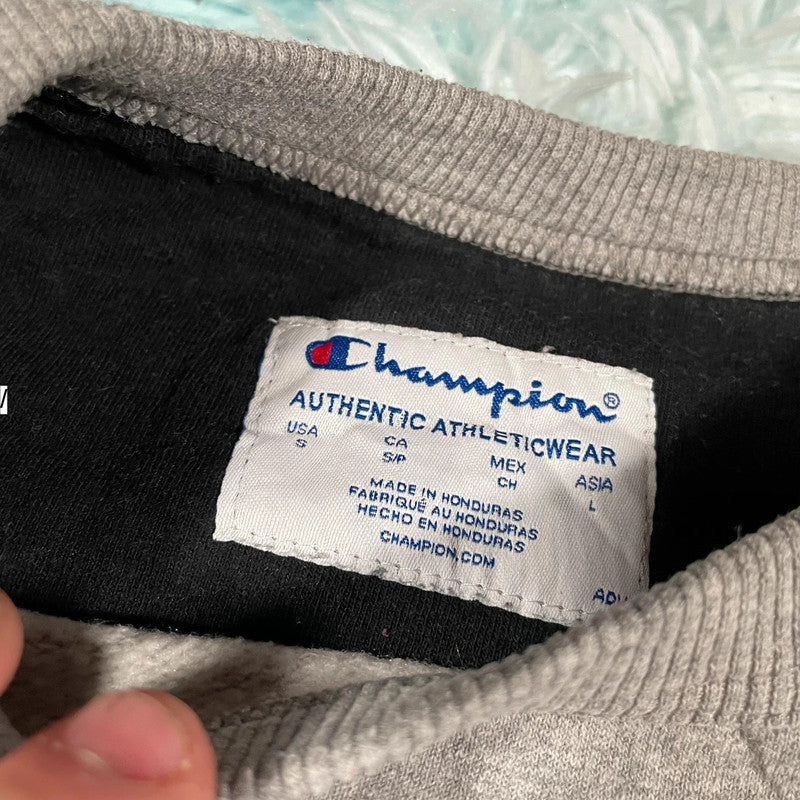 Champion®
AUTHENTIC ATHLETICWEAR
USA CA MEX ASIA
S S/P CH L
MADE IN HONDURAS
FABRIQUÉ AU HONDURAS
HECHO EN HONDURAS
CHAMPION.COM